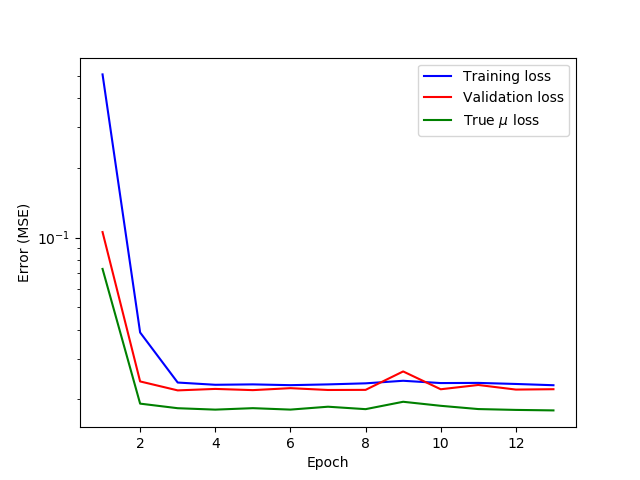 Training loss
Validation loss
True μ loss
Error (MSE)
10⁻¹
2 4 6 8 10 12
Epoch